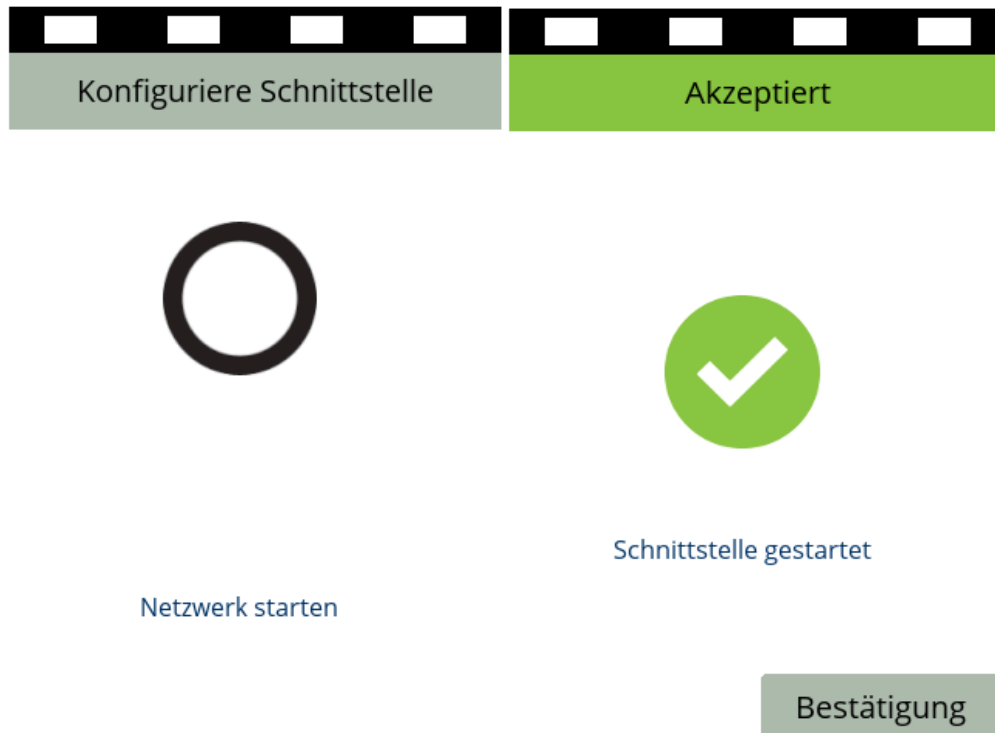 Konfiguriere Schnittstelle
Netzwerk starten
Akzeptiert
Schnittstelle gestartet
Bestätigung